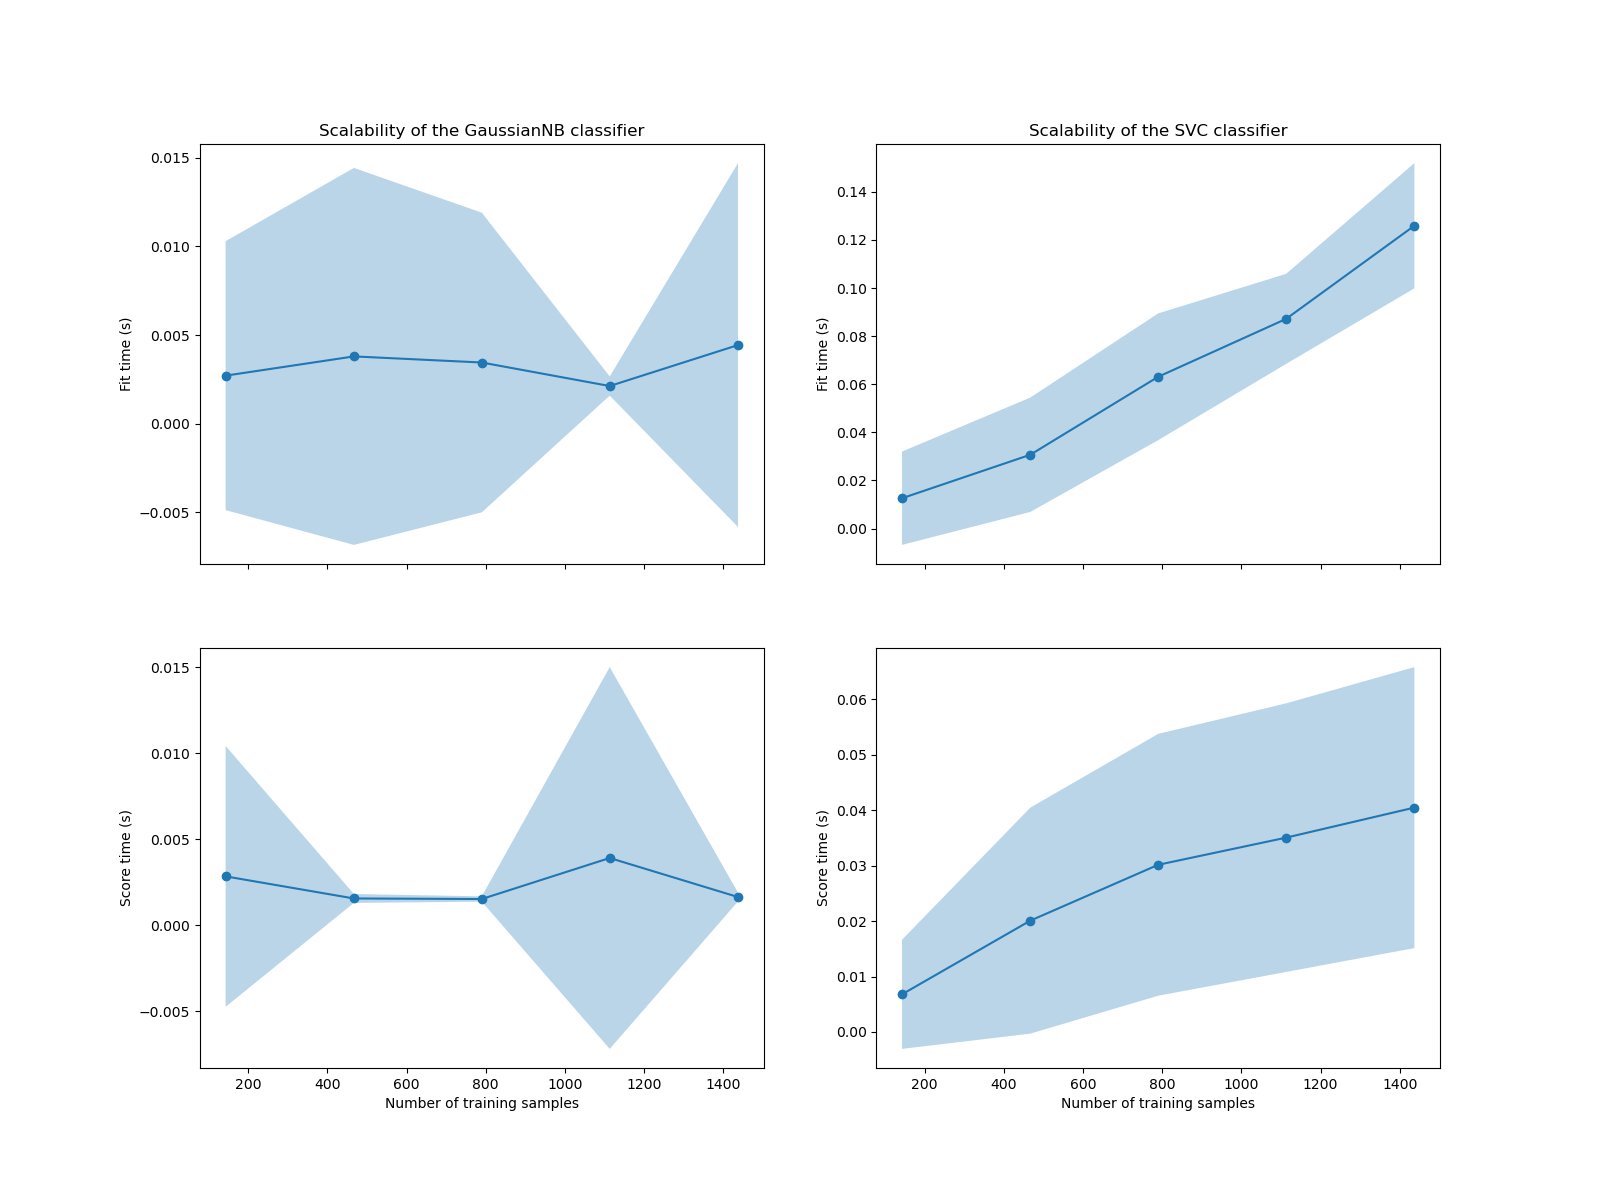 Scalability of the GaussianNB classifier
Fit time (s)
0.015
0.010
0.005
0.000
−0.005
Scalability of the SVC classifier
Fit time (s)
0.14
0.12
0.10
0.08
0.06
0.04
0.02
0.00
Score time (s)
0.015
0.010
0.005
0.000
−0.005
200 400 600 800 1000 1200 1400
Number of training samples
Score time (s)
0.06
0.05
0.04
0.03
0.02
0.01
0.00
200 400 600 800 1000 1200 1400
Number of training samples